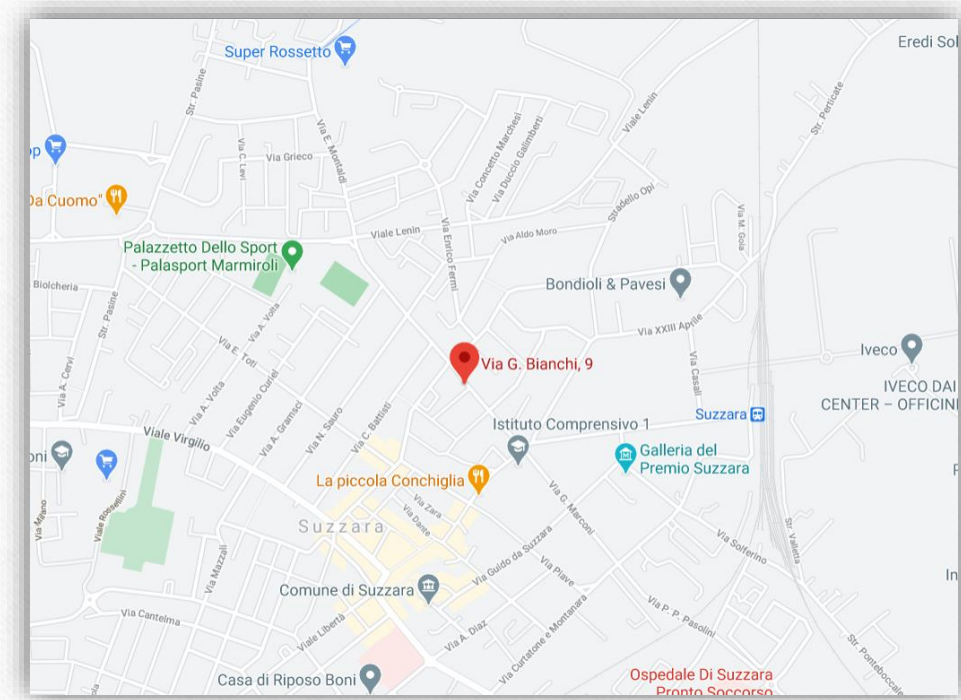 Eredi Sol
Super Rossetto
Str. Pasine
Via E. Montaldi
Viale Lenin
Str. Perticate
Via C. Levi
Via Grieco
Via Concetto Marchesi
Via Duccio Galimberti
op
Da Cuomo"
Stradello Opi
Viale Lenin
Via Enrico Fermi
Via Aldo Moro
Via M. Goia
Palazzetto Dello Sport
- Palasport Marmiroli
Biolcheria
Bondioli & Pavesi
Str. Pasine
Via A. Volta
Via XXIII Aprile
Via E. Toti
Iveco
Via G. Bianchi, 9
Via A. Cervi
Via A. Volta
Via Eugenio Curiel
Via Casali
IVECO DAI
CENTER – OFFICINI
Via A. Gramsci
Via N. Sauro
Via C. Battisti
Suzzara
Istituto Comprensivo 1
Viale Virgilio
oni
Galleria del
Premio Suzzara
La piccola Conchiglia
Via Milano
Viale Rossellini
Via Zara
Via Dante
Via G. Marconi
Suzzara
Str. Valletta
Via Solferino
Via Mazzali
Via Guido da Suzzara
Via Piave
Comune di Suzzara
In
Via Cantelma
Viale Libertà
Via A. Diaz
Via Curtatone e Montanara
Via P. P. Pasolini
Str. Ponteboccale
Casa di Riposo Boni
Ospedale Di Suzzara
Pronto Soccorso